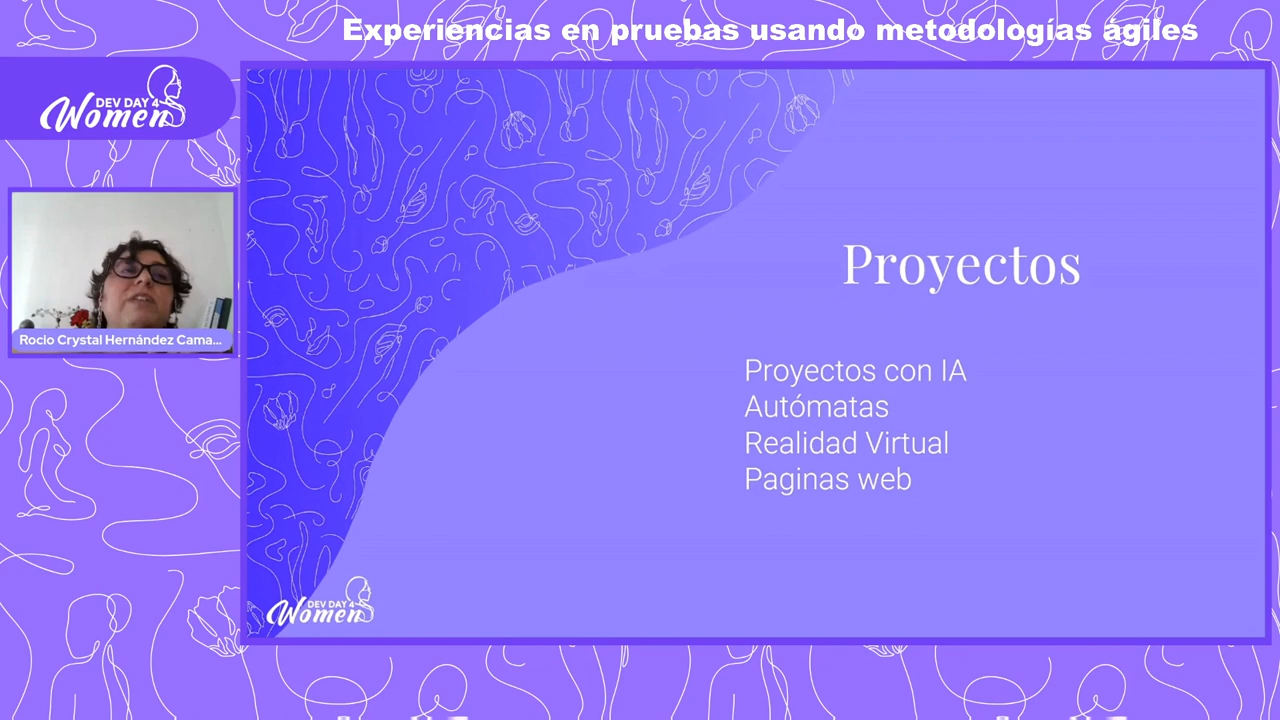 Experiencias en pruebas usando metodologías ágiles
DEV DAY 4
Women
Rocio Crystal Hernández Cama...
Proyectos
Proyectos con IA
Autómatas
Realidad Virtual
Paginas web
DEV DAY 4
Women